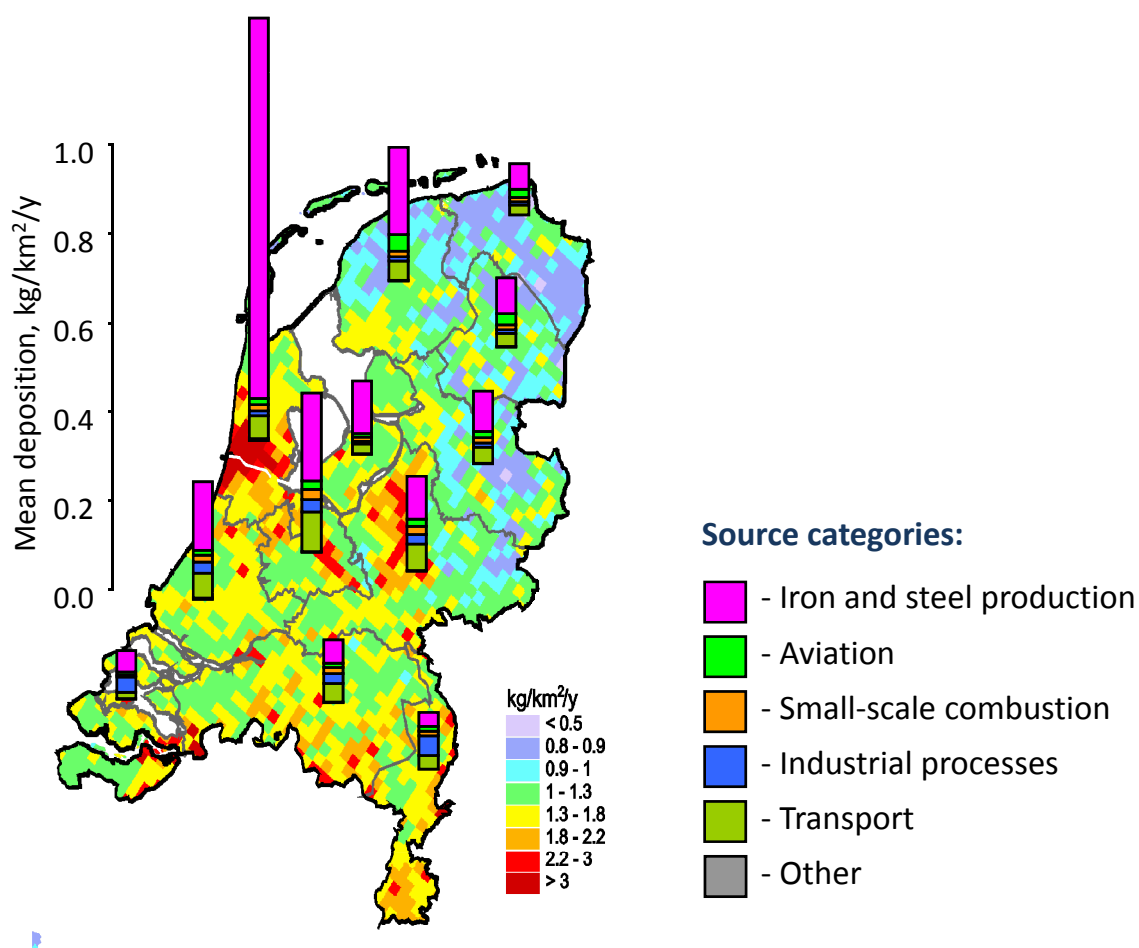 1.0
0.8
0.6
0.4
0.2
0.0
Mean deposition, kg/km²/y
kg/km²/y
< 0.5
0.8 - 0.9
0.9 - 1
1 - 1.3
1.3 - 1.8
1.8 - 2.2
2.2 - 3
> 3
Source categories:
- Iron and steel production
- Aviation
- Small-scale combustion
- Industrial processes
- Transport
- Other